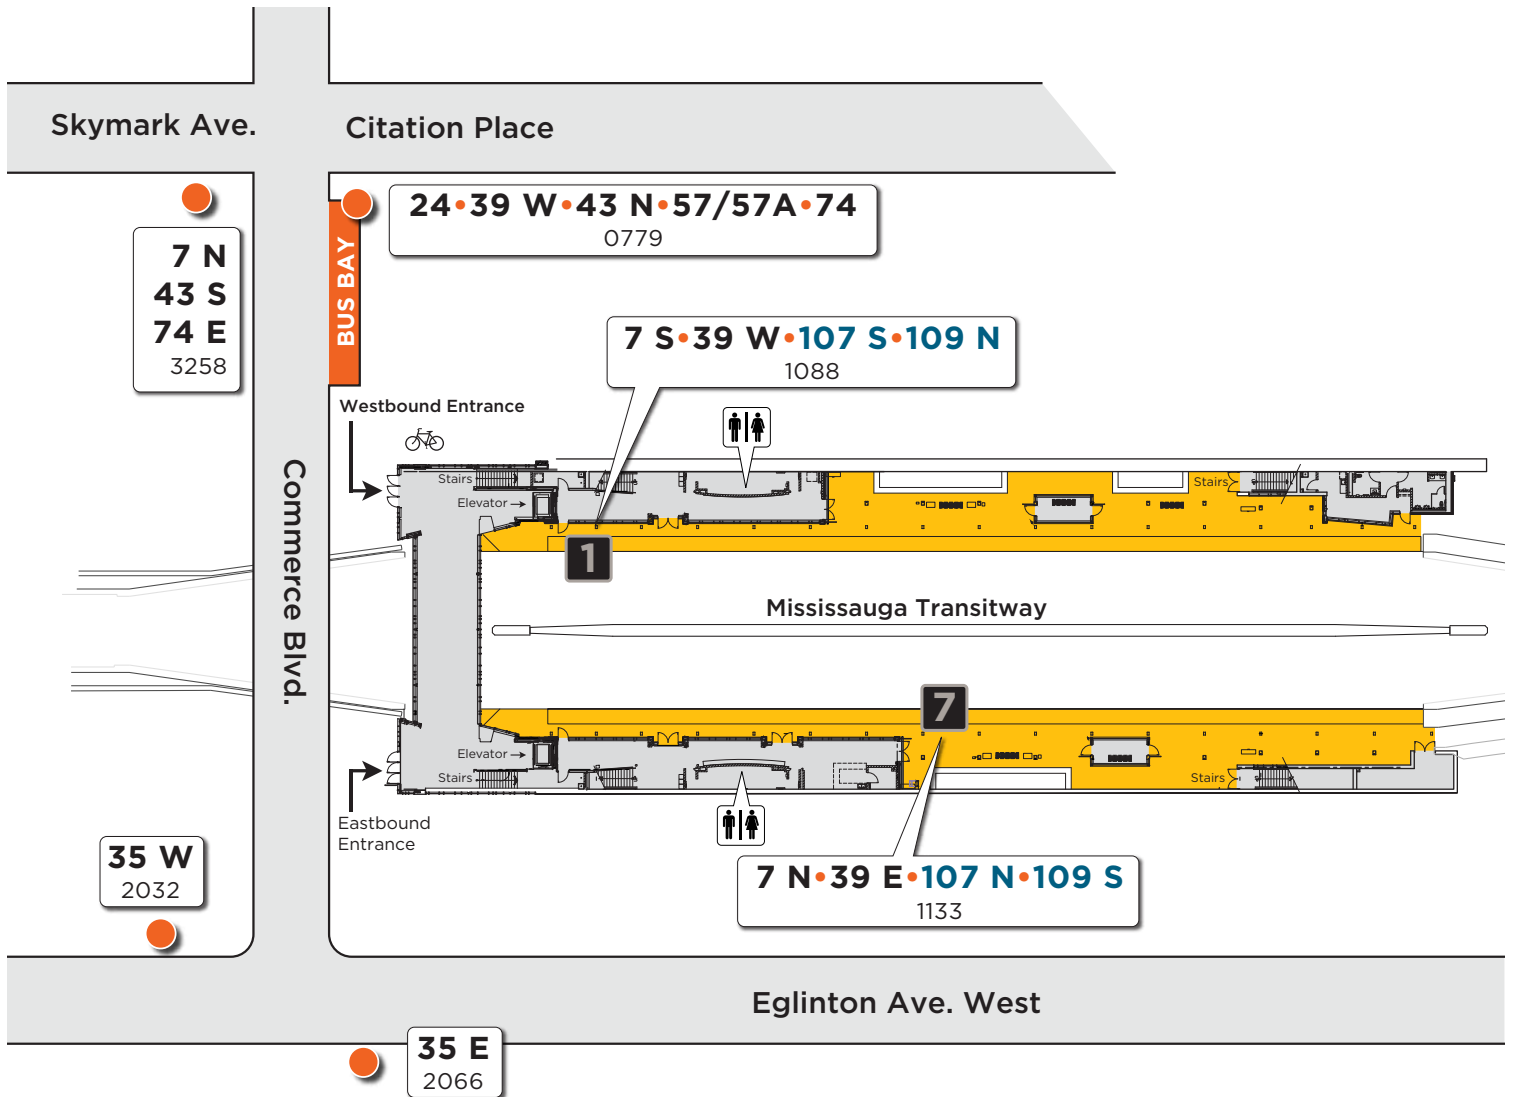 Skymark Ave.
Citation Place
24•39 W•43 N•57/57A•74
0779
7 N
43 S
74 E
3258
BUS BAY
7 S•39 W•107 S•109 N
1088
Westbound Entrance
Stairs
Elevator
Stairs
1
Commerce Blvd.
Mississauga Transitway
7
Elevator
Stairs
Stairs
Eastbound
Entrance
35 W
2032
7 N•39 E•107 N•109 S
1133
Eglinton Ave. West
35 E
2066